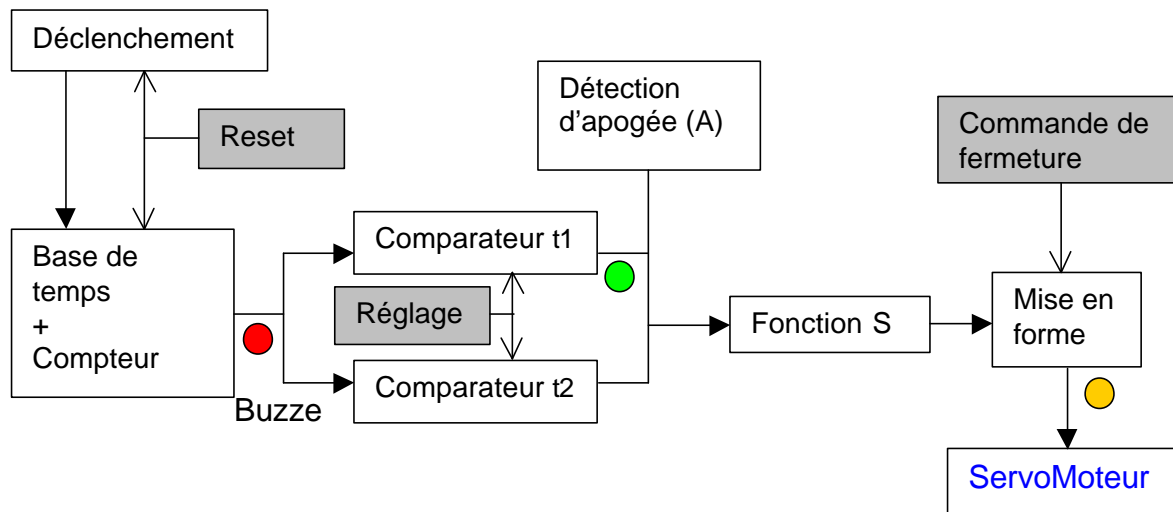 Déclenchement
Détection
d'apogée (A)
Commande de
fermeture
Reset
Comparateur t1
Base de
temps
+
Compteur
Réglage
Fonction S
Mise en
forme
Comparateur t2
Buzze
ServoMoteur